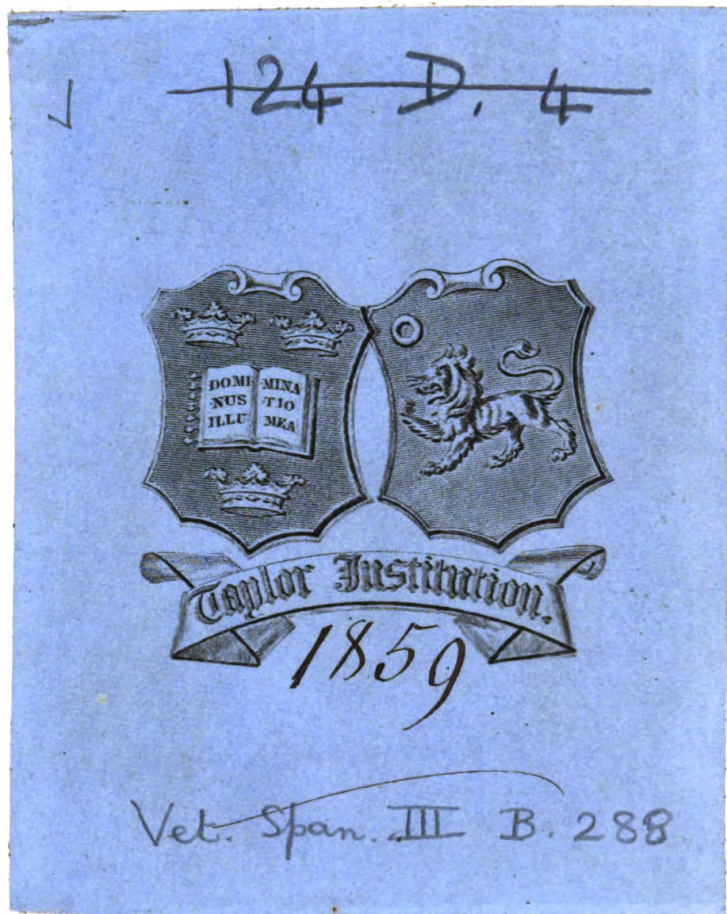 124 D. 4
DOMI MINA
NUS TIO
ILLU MEA
Taylor Institution.
1859
Vet. Span. III B. 288